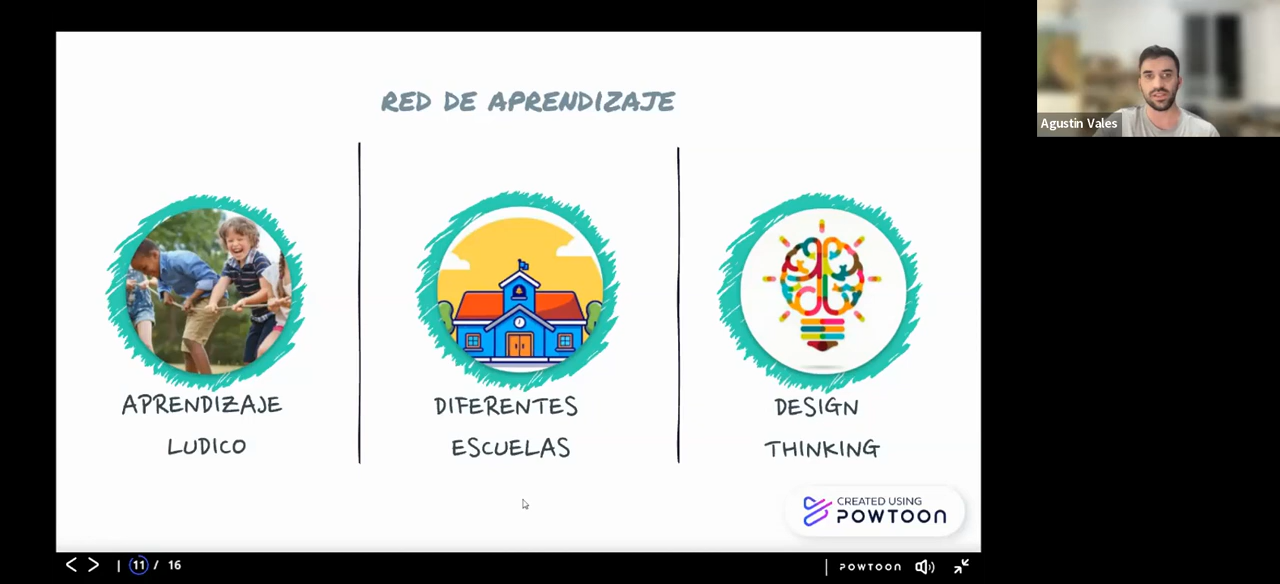 RED DE APRENDIZAJE
APRENDIZAJE
LUDICO
DIFERENTES
ESCUELAS
DESIGN
THINKING
CREATED USING
POWTOON
11 / 16
POWTOON
Agustin Vales